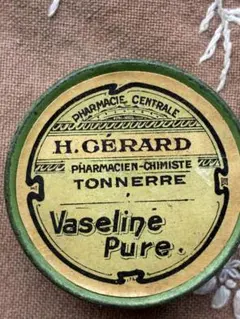 PHARMACIE CENTRALE
H. GÉRARD
PHARMACIEN-CHIMISTE
TONNERRE
Vaseline
Pure.